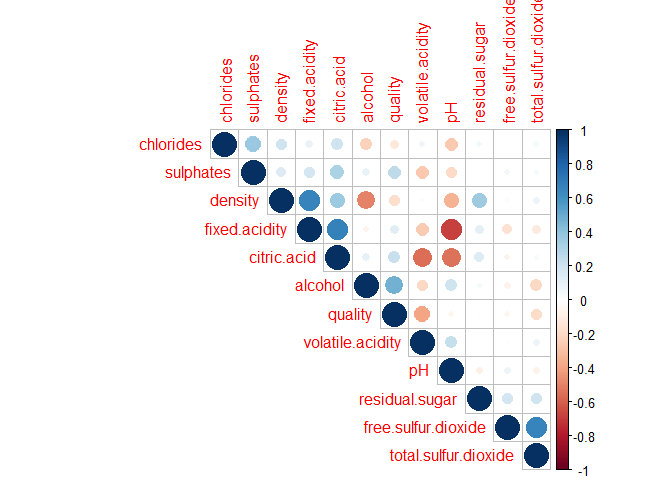 chlorides
sulphates
density
fixed.acidity
citric.acid
alcohol
quality
volatile.acidity
pH
residual.sugar
free.sulfur.dioxide
total.sulfur.dioxide
chlorides
sulphates
density
fixed.acidity
citric.acid
alcohol
quality
volatile.acidity
pH
residual.sugar
free.sulfur.dioxide
total.sulfur.dioxide
1
0.8
0.6
0.4
0.2
0
-0.2
-0.4
-0.6
-0.8
-1